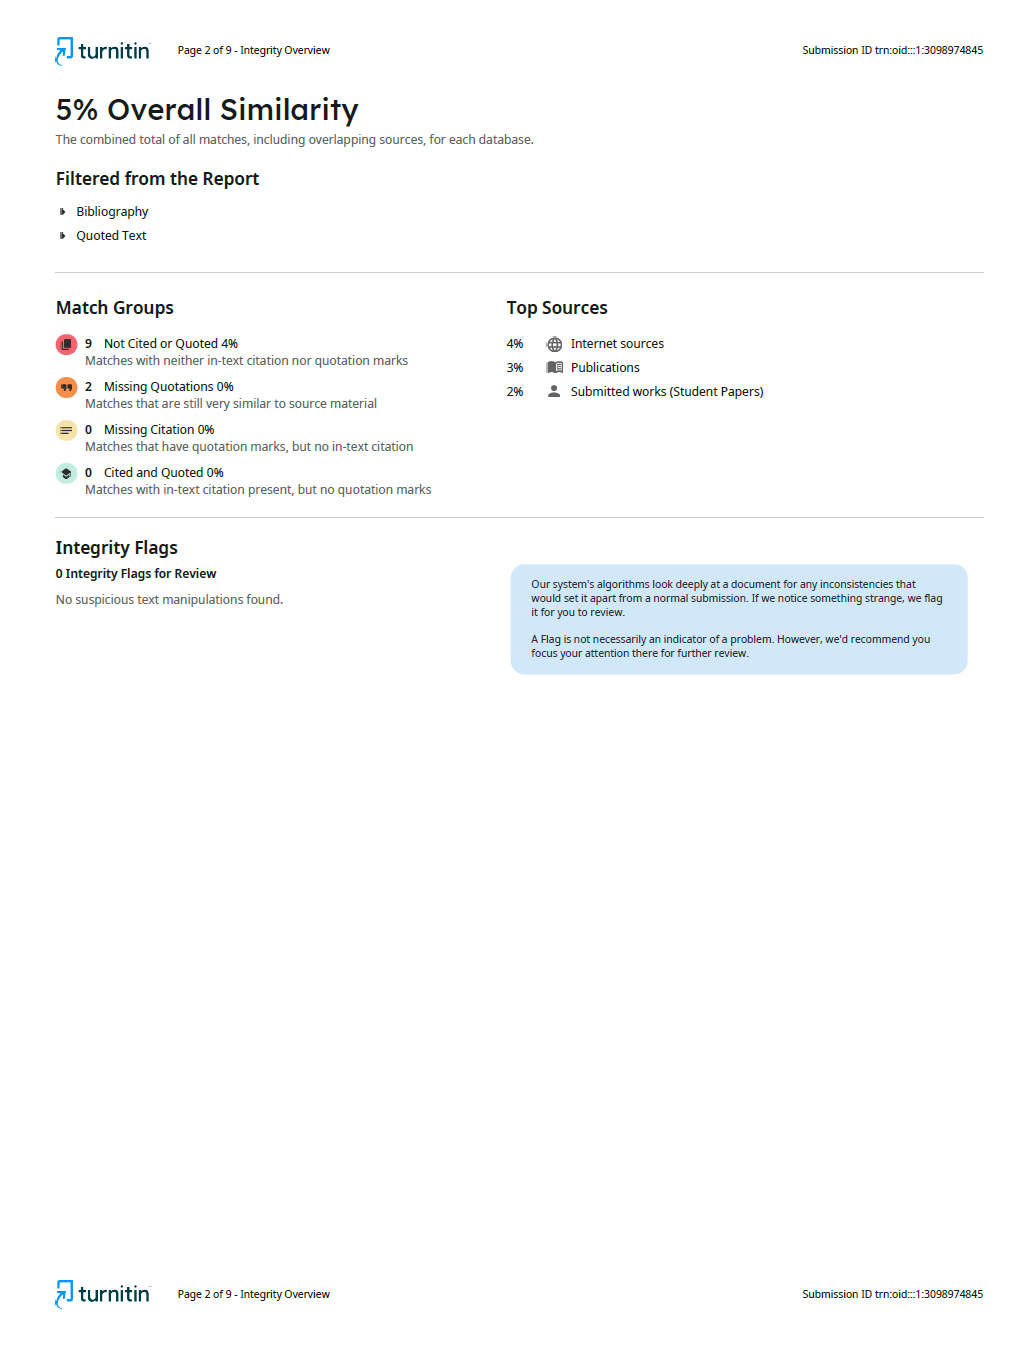 turnitin Page 2 of 9 - Integrity Overview Submission ID trn:oid:::1:3098974845
5% Overall Similarity
The combined total of all matches, including overlapping sources, for each database.
Filtered from the Report
Bibliography
Quoted Text
Match Groups
9 Not Cited or Quoted 4%
Matches with neither in-text citation nor quotation marks
2 Missing Quotations 0%
Matches that are still very similar to source material
0 Missing Citation 0%
Matches that have quotation marks, but no in-text citation
0 Cited and Quoted 0%
Matches with in-text citation present, but no quotation marks
Top Sources
4% Internet sources
3% Publications
2% Submitted works (Student Papers)
Integrity Flags
0 Integrity Flags for Review
No suspicious text manipulations found.
Our system's algorithms look deeply at a document for any inconsistencies that
would set it apart from a normal submission. If we notice something strange, we flag
it for you to review.
A Flag is not necessarily an indicator of a problem. However, we'd recommend you
focus your attention there for further review.
turnitin Page 2 of 9 - Integrity Overview Submission ID trn:oid:::1:3098974845